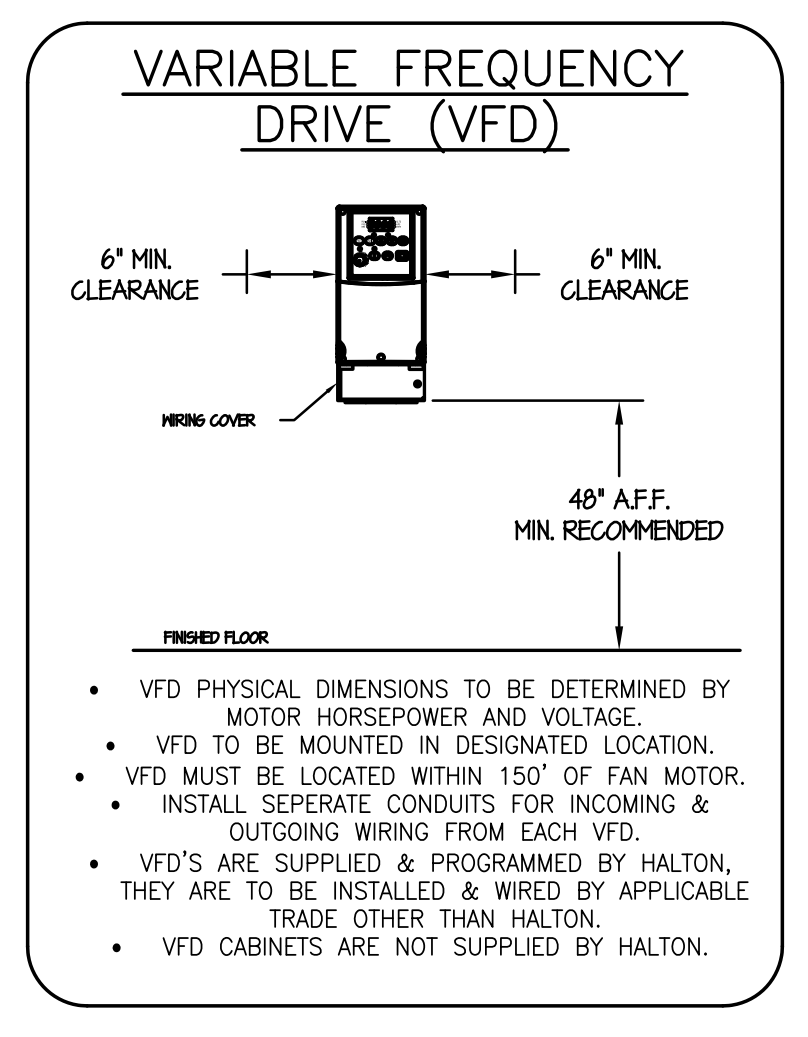 VARIABLE FREQUENCY
DRIVE (VFD)
6" MIN.
CLEARANCE
6" MIN.
CLEARANCE
WIRING COVER
48" A.F.F.
MIN. RECOMMENDED
FINISHED FLOOR
• VFD PHYSICAL DIMENSIONS TO BE DETERMINED BY
MOTOR HORSEPOWER AND VOLTAGE.
• VFD TO BE MOUNTED IN DESIGNATED LOCATION.
• VFD MUST BE LOCATED WITHIN 150' OF FAN MOTOR.
• INSTALL SEPERATE CONDUITS FOR INCOMING &
OUTGOING WIRING FROM EACH VFD.
• VFD'S ARE SUPPLIED & PROGRAMMED BY HALTON,
THEY ARE TO BE INSTALLED & WIRED BY APPLICABLE
TRADE OTHER THAN HALTON.
• VFD CABINETS ARE NOT SUPPLIED BY HALTON.